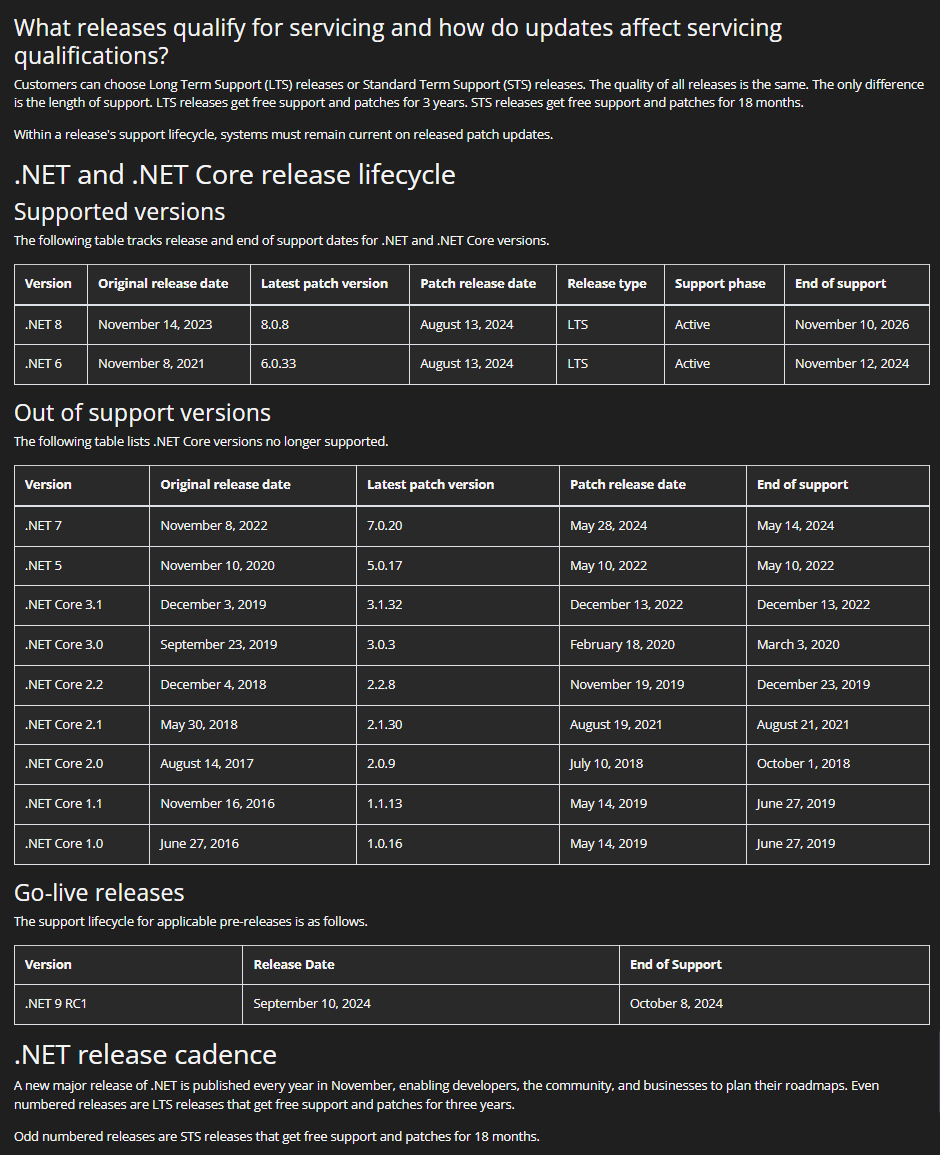 What releases qualify for servicing and how do updates affect servicing
qualifications?
Customers can choose Long Term Support (LTS) releases or Standard Term Support (STS) releases. The quality of all releases is the same. The only difference
is the length of support. LTS releases get free support and patches for 3 years. STS releases get free support and patches for 18 months.
Within a release's support lifecycle, systems must remain current on released patch updates.
.NET and .NET Core release lifecycle
Supported versions
The following table tracks release and end of support dates for .NET and .NET Core versions.
Version Original release date Latest patch version Patch release date Release type Support phase End of support
.NET 8 November 14, 2023 8.0.8 August 13, 2024 LTS Active November 10, 2026
.NET 6 November 8, 2021 6.0.33 August 13, 2024 LTS Active November 12, 2024
Out of support versions
The following table lists .NET Core versions no longer supported.
Version Original release date Latest patch version Patch release date End of support
.NET 7 November 8, 2022 7.0.20 May 28, 2024 May 14, 2024
.NET 5 November 10, 2020 5.0.17 May 10, 2022 May 10, 2022
.NET Core 3.1 December 3, 2019 3.1.32 December 13, 2022 December 13, 2022
.NET Core 3.0 September 23, 2019 3.0.3 February 18, 2020 March 3, 2020
.NET Core 2.2 December 4, 2018 2.2.8 November 19, 2019 December 23, 2019
.NET Core 2.1 May 30, 2018 2.1.30 August 19, 2021 August 21, 2021
.NET Core 2.0 August 14, 2017 2.0.9 July 10, 2018 October 1, 2018
.NET Core 1.1 November 16, 2016 1.1.13 May 14, 2019 June 27, 2019
.NET Core 1.0 June 27, 2016 1.0.16 May 14, 2019 June 27, 2019
Go-live releases
The support lifecycle for applicable pre-releases is as follows.
Version Release Date End of Support
.NET 9 RC1 September 10, 2024 October 8, 2024
.NET release cadence
A new major release of .NET is published every year in November, enabling developers, the community, and businesses to plan their roadmaps. Even
numbered releases are LTS releases that get free support and patches for three years.
Odd numbered releases are STS releases that get free support and patches for 18 months.